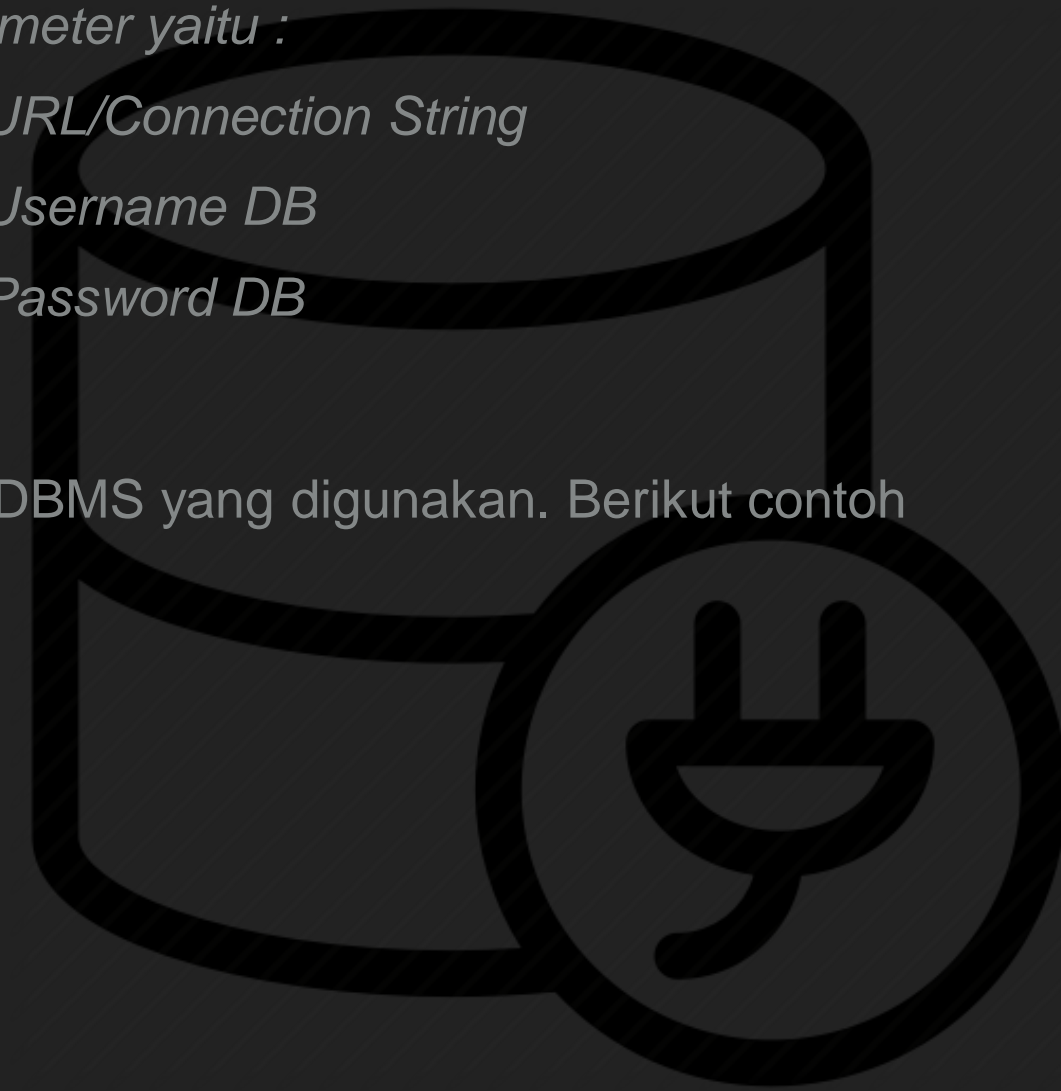 meter yaitu :
URL/Connection String
Username DB
Password DB
DBMS yang digunakan. Berikut contoh